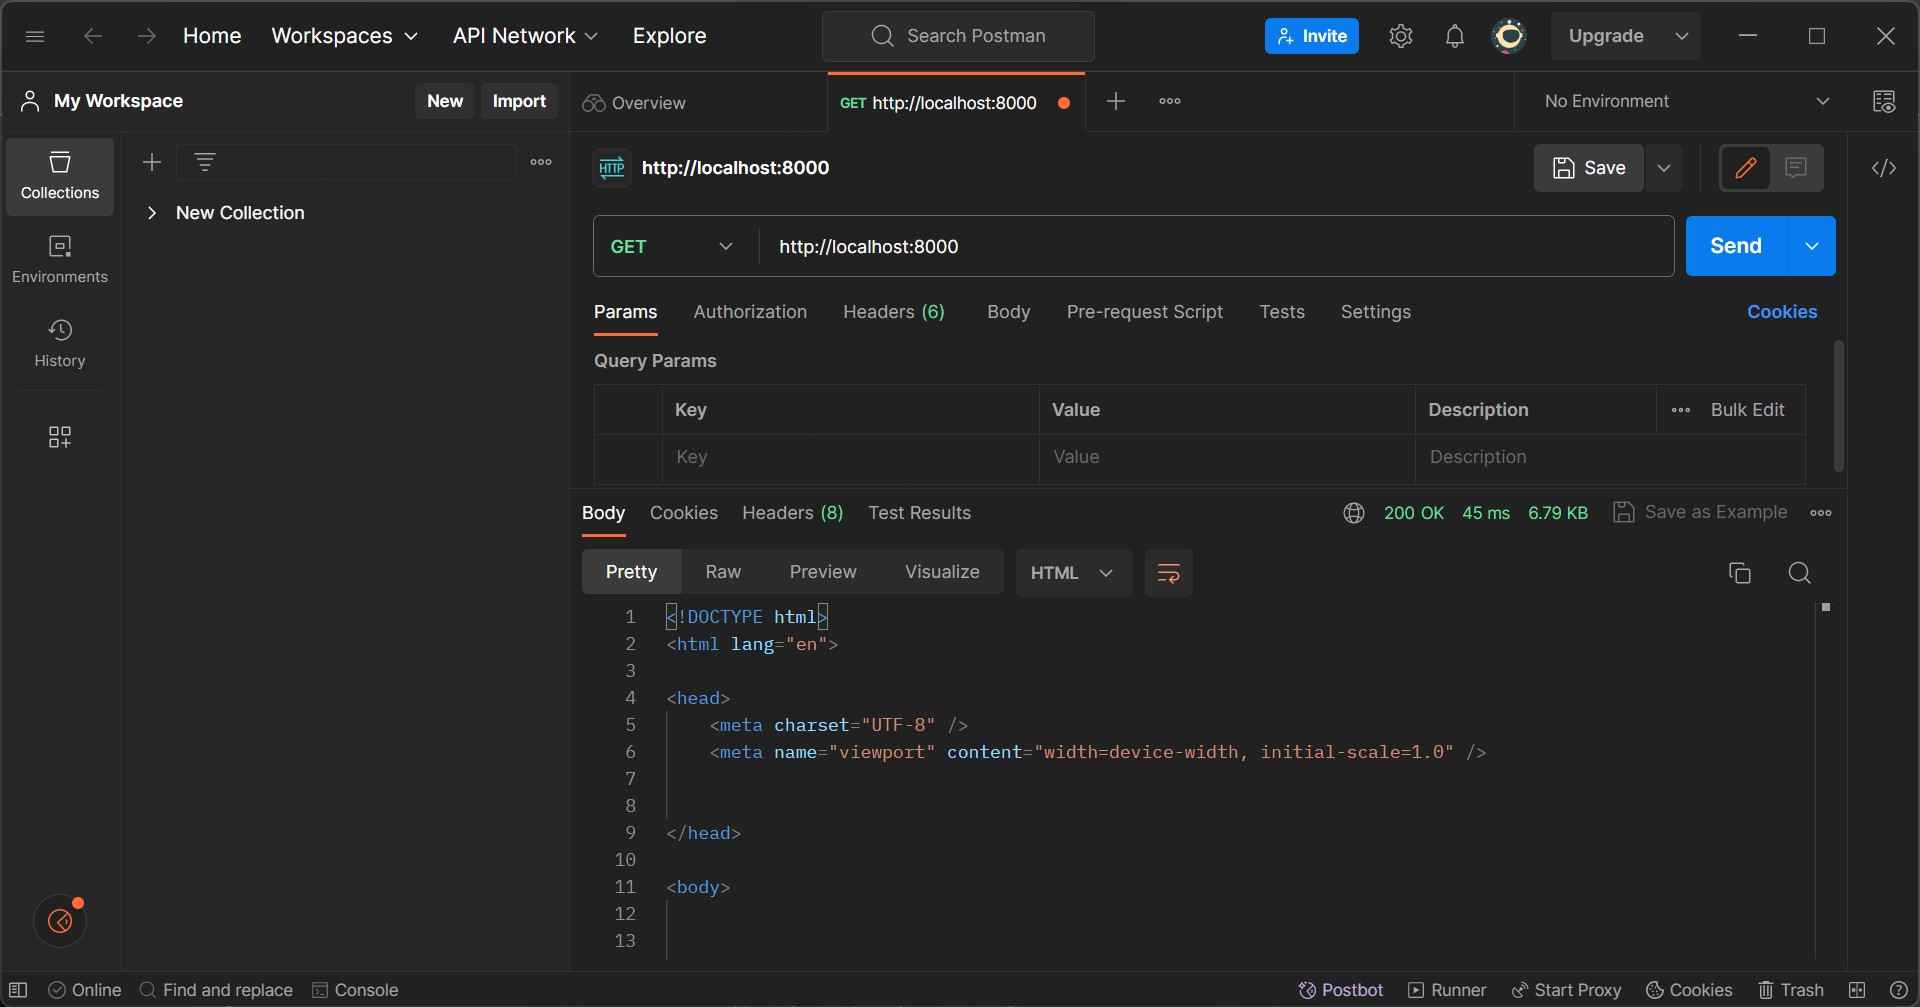 Home Workspaces API Network Explore Search Postman Invite Upgrade
My Workspace New Import Overview GET http://localhost:8000 No Environment
Collections
Environments
History
New Collection
HTTP http://localhost:8000 Save
GET http://localhost:8000 Send
Params Authorization Headers (6) Body Pre-request Script Tests Settings Cookies
Query Params
Key Value Description Bulk Edit
Key Value Description
Body Cookies Headers (8) Test Results 200 OK 45 ms 6.79 KB Save as Example
Pretty Raw Preview Visualize HTML
1 <!DOCTYPE html>
2 <html lang="en">
3
4 <head>
5 <meta charset="UTF-8" />
6 <meta name="viewport" content="width=device-width, initial-scale=1.0" />
7
8
9 </head>
10
11 <body>
12
13
Online Find and replace Console Postbot Runner Start Proxy Cookies Trash